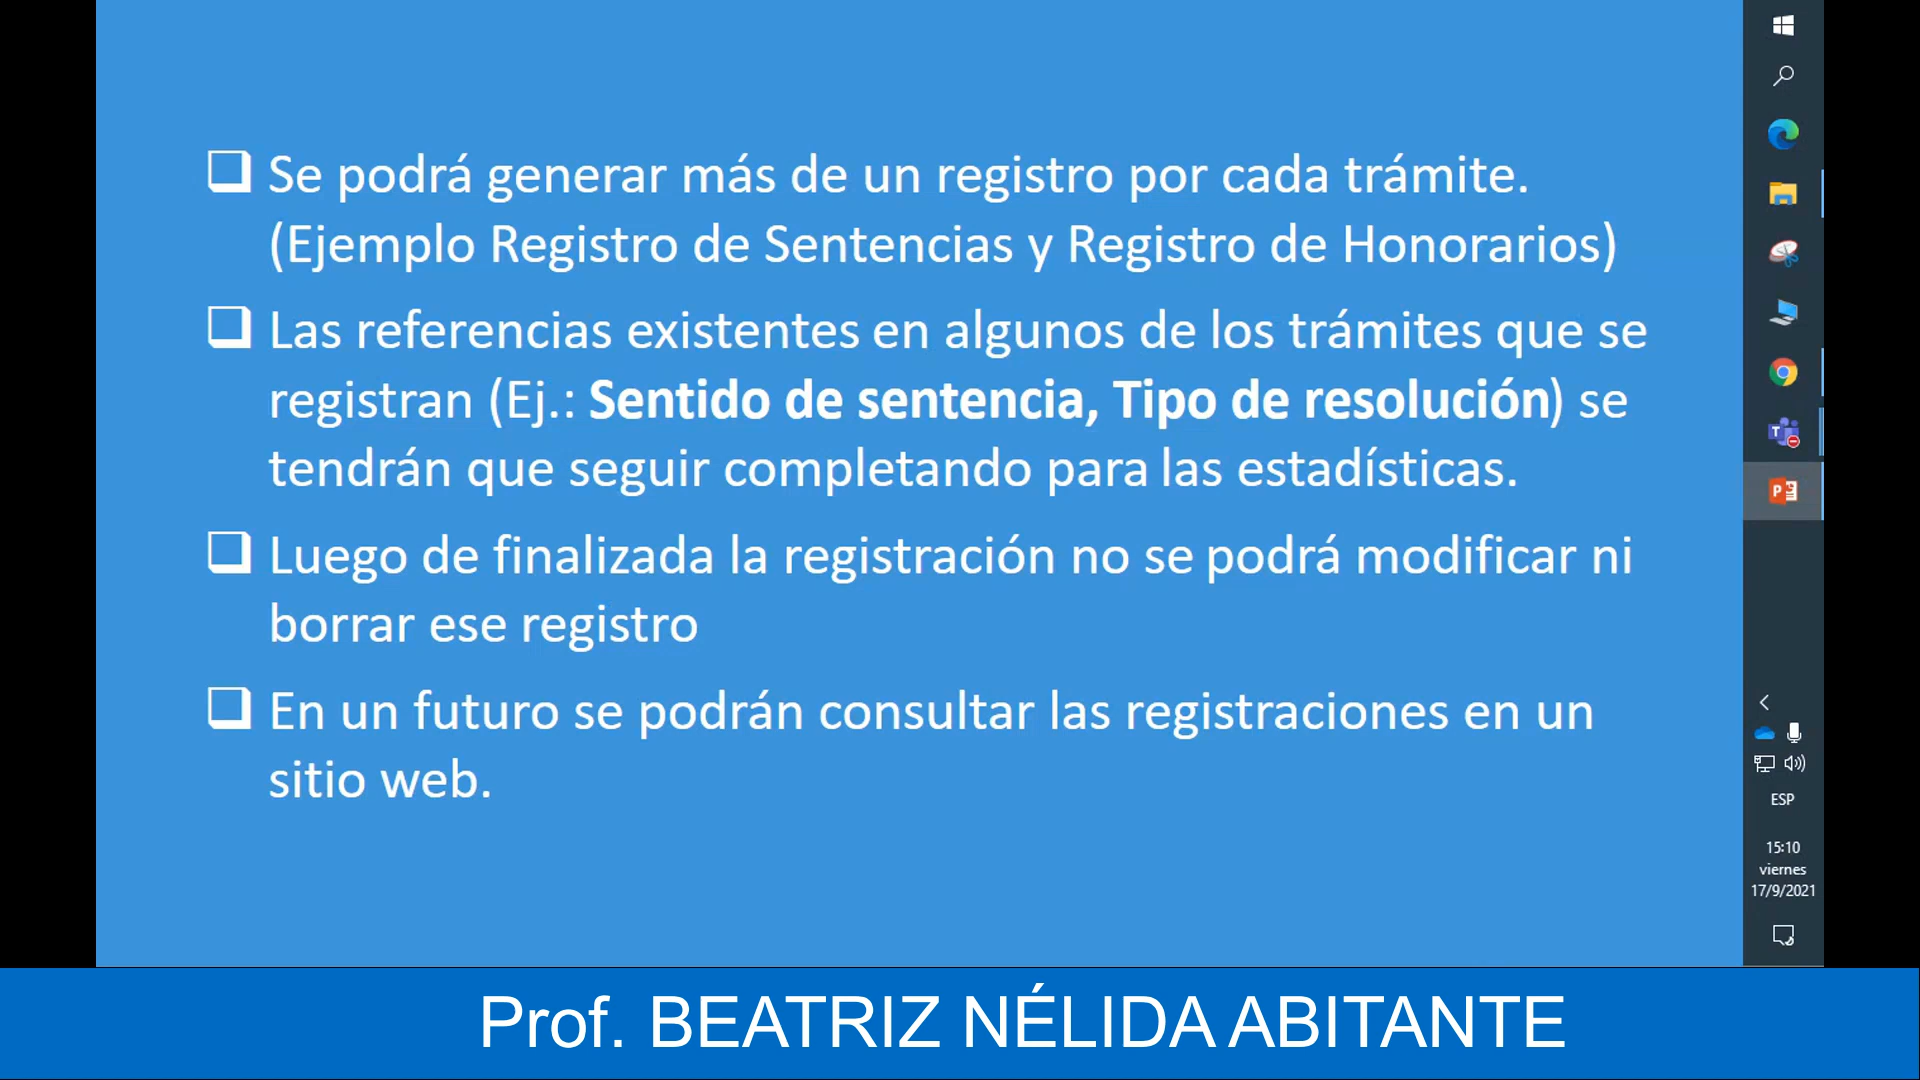 Se podrá generar más de un registro por cada trámite.
(Ejemplo Registro de Sentencias y Registro de Honorarios)
Las referencias existentes en algunos de los trámites que se
registran (Ej.: Sentido de sentencia, Tipo de resolución) se
tendrán que seguir completando para las estadísticas.
Luego de finalizada la registración no se podrá modificar ni
borrar ese registro
En un futuro se podrán consultar las registraciones en un
sitio web.
ESP
15:10
viernes
17/9/2021
Prof. BEATRIZ NÉLIDA ABITANTE